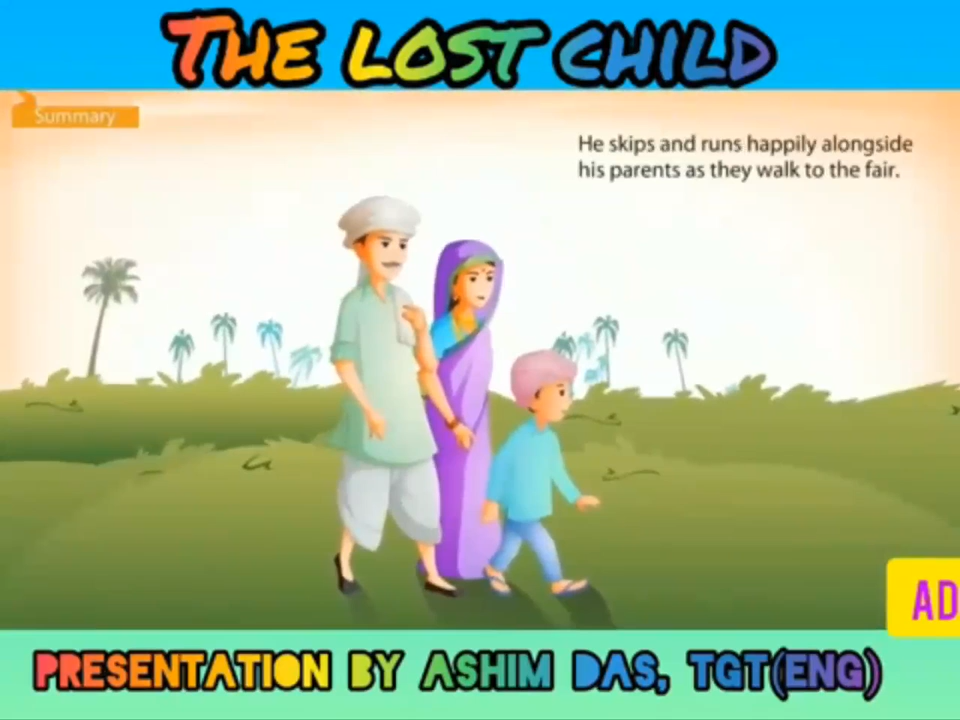 THE LOST CHILD
Summary
He skips and runs happily alongside
his parents as they walk to the fair.
AD
PRESENTATION BY ASHIM DAS, TGT(ENG)